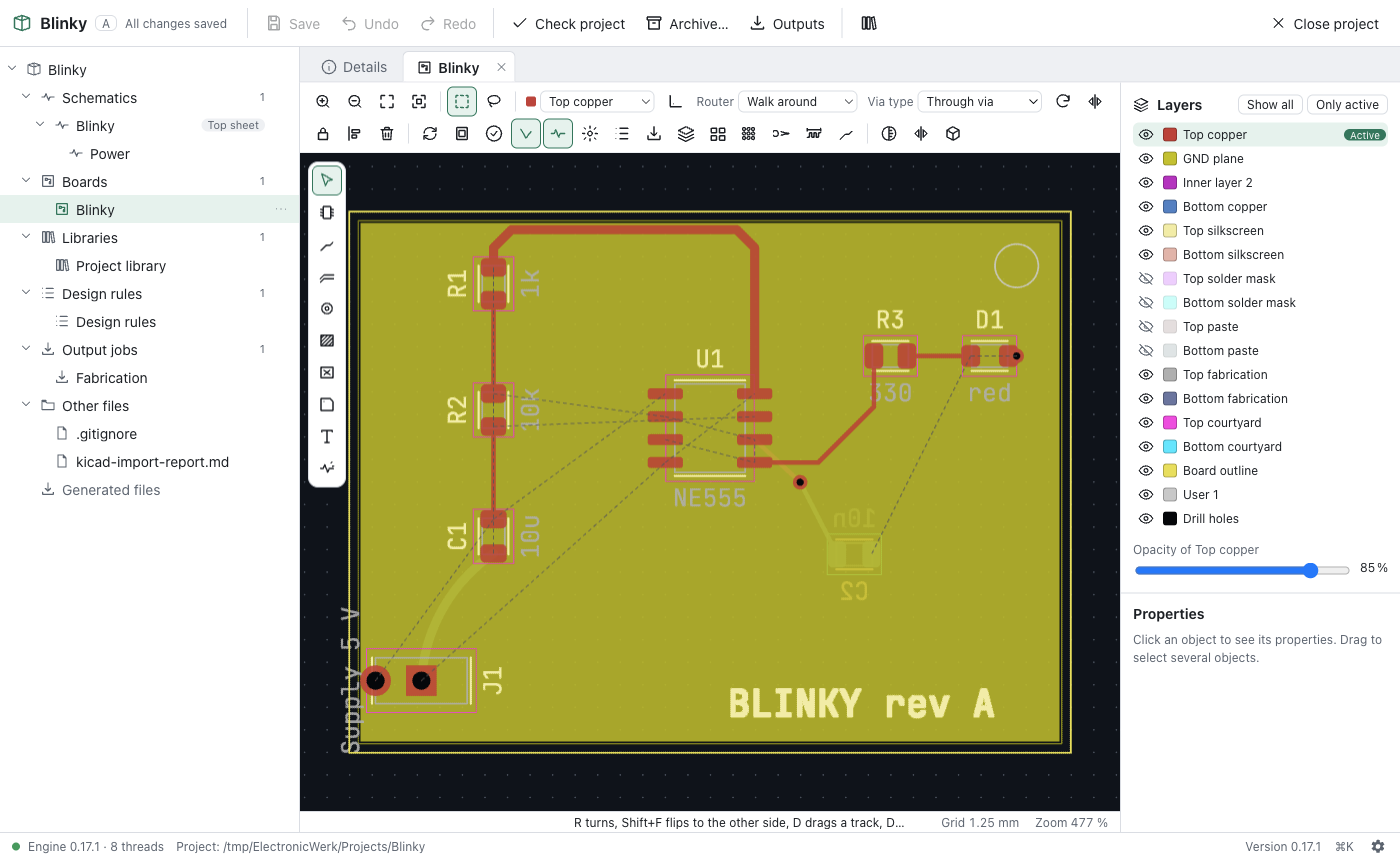 Blinky A All changes saved Save Undo Redo Check project Archive... Outputs Close project
Blinky
Schematics 1
Blinky Top sheet
Power
Boards 1
Blinky ...
Libraries 1
Project library
Design rules 1
Design rules
Output jobs 1
Fabrication
Other files
.gitignore
kicad-import-report.md
Generated files
Details Blinky
Top copper Router Walk around Via type Through via
R1 1k
R2 10k
C1 10u
U1
NE555
R3
330
D1
red
10n
C2
J1
Supply 5 V
BLINKY rev A
R turns, Shift+F flips to the other side, D drags a track, D... Grid 1.25 mm Zoom 477 %
Layers Show all Only active
Top copper Active
GND plane
Inner layer 2
Bottom copper
Top silkscreen
Bottom silkscreen
Top solder mask
Bottom solder mask
Top paste
Bottom paste
Top fabrication
Bottom fabrication
Top courtyard
Bottom courtyard
Board outline
User 1
Drill holes
Opacity of Top copper
85 %
Properties
Click an object to see its properties. Drag to
select several objects.
Engine 0.17.1 · 8 threads Project: /tmp/ElectronicWerk/Projects/Blinky Version 0.17.1 ⌘K